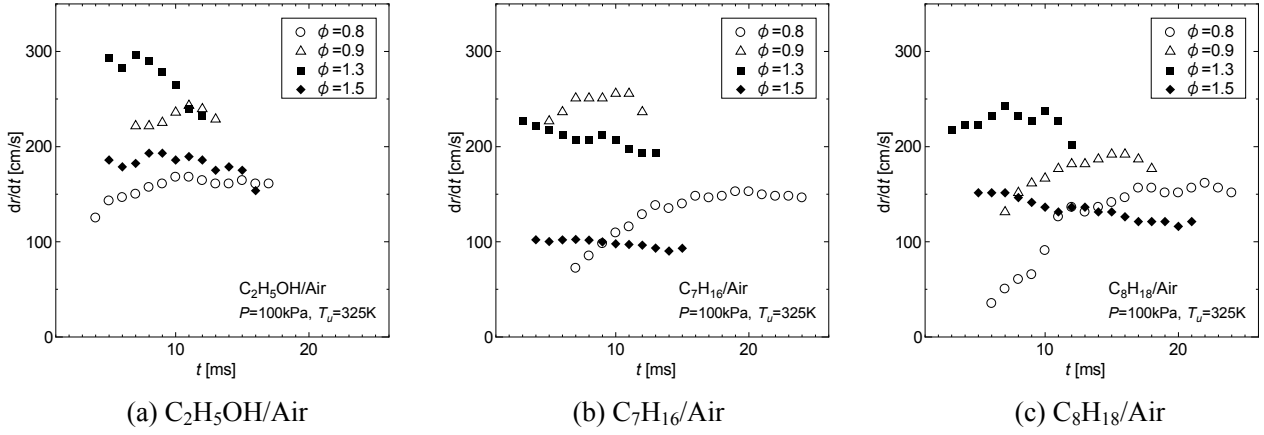 300
200
100
0
dr/dt [cm/s]
ϕ=0.8
ϕ=0.9
ϕ=1.3
ϕ=1.5
C₂H₅OH/Air
P=100kPa, Tᵤ=325K
10
20
t [ms]
(a) C₂H₅OH/Air
300
200
100
0
dr/dt [cm/s]
ϕ=0.8
ϕ=0.9
ϕ=1.3
ϕ=1.5
C₇H₁₆/Air
P=100kPa, Tᵤ=325K
10
20
t [ms]
(b) C₇H₁₆/Air
300
200
100
0
dr/dt [cm/s]
ϕ=0.8
ϕ=0.9
ϕ=1.3
ϕ=1.5
C₈H₁₈/Air
P=100kPa, Tᵤ=325K
10
20
t [ms]
(c) C₈H₁₈/Air